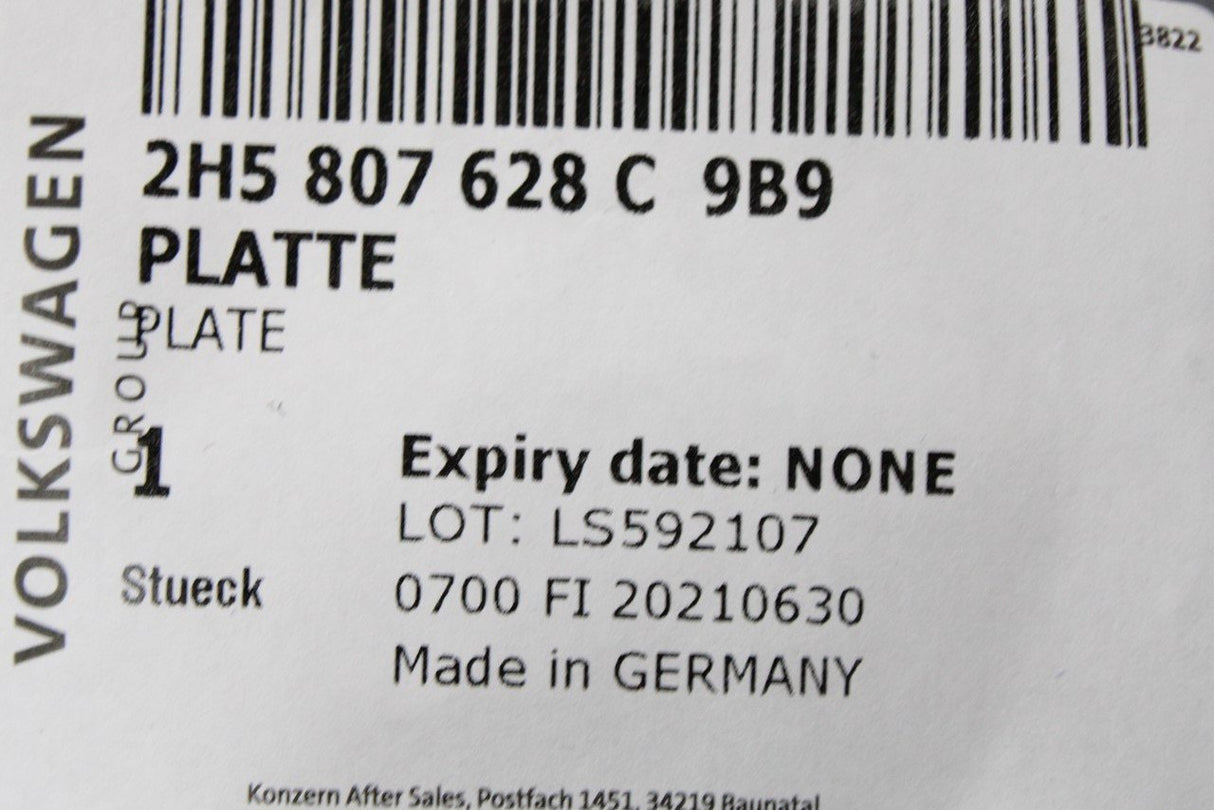 3822
2H5 807 628 C 9B9
PLATTE
PLATE
VOLKSWAGEN
GROUP
1
Expiry date: NONE
LOT: LS592107
Stueck
0700 FI 20210630
Made in GERMANY
Konzern After Sales, Postfach 1451, 34219 Baunatal